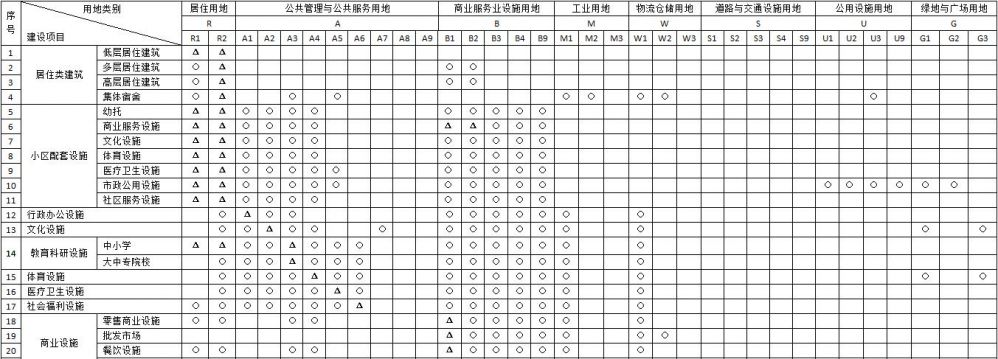 序号 用地类别 居住用地 公共管理与公共服务用地 商业服务业设施用地 工业用地 物流仓储用地 道路与交通设施用地 公用设施用地 绿地与广场用地
建设项目 R A B M W S U G
R1 R2 A1 A2 A3 A4 A5 A6 A7 A8 A9 B1 B2 B3 B4 B9 M1 M2 M3 W1 W2 W3 S1 S2 S3 S4 S9 U1 U2 U3 U9 G1 G2 G3
居住类建筑
1 低层居住建筑 Δ Δ
2 多层居住建筑 ○ Δ ○ ○
3 高层居住建筑 ○ Δ ○ ○
4 集体宿舍 ○ Δ ○ ○ ○ ○ ○ ○ ○
小区配套设施
5 幼托 Δ Δ ○ ○ ○ ○ ○ ○ ○ ○ ○
6 商业服务设施 Δ Δ ○ ○ ○ ○ Δ Δ ○ ○ ○
7 文化设施 Δ Δ ○ ○ ○ ○ ○ ○ ○ ○ ○
8 体育设施 Δ Δ ○ ○ ○ ○ ○ ○ ○ ○ ○
9 医疗卫生设施 Δ Δ ○ ○ ○ ○ ○ ○ ○ ○ ○ ○
10 市政公用设施 Δ Δ ○ ○ ○ ○ ○ ○ ○ ○ ○ ○ ○ ○ ○ ○ ○ ○
11 社区服务设施 Δ Δ ○ ○ ○ ○ ○ ○ ○ ○ ○
12 行政办公设施 ○ Δ ○ ○ ○ ○ ○ ○ ○ ○ ○ ○
13 文化设施 ○ ○ Δ ○ ○ ○ ○ ○ ○ ○ ○ ○ ○ ○ ○
14 教育科研设施 中小学 Δ Δ ○ ○ Δ ○ ○ ○ ○ ○ ○ ○ ○ ○ ○
大中专院校 ○ ○ ○ Δ ○ ○ ○ ○ ○ ○ ○ ○ ○ ○
15 体育设施 ○ ○ ○ ○ Δ ○ ○ ○ ○ ○ ○ ○ ○ ○ ○ ○
16 医疗卫生设施 ○ ○ ○ ○ ○ Δ ○ ○ ○ ○ ○ ○ ○ ○
17 社会福利设施 ○ ○ ○ ○ ○ ○ ○ Δ ○ ○ ○ ○ ○ ○ ○
商业设施
18 零售商业设施 ○ ○ ○ ○ Δ ○ ○ ○ ○ ○ ○
19 批发市场 Δ ○ ○ ○ ○ ○ ○ ○
20 餐饮设施 ○ ○ ○ ○ Δ ○ ○ ○ ○ ○ ○